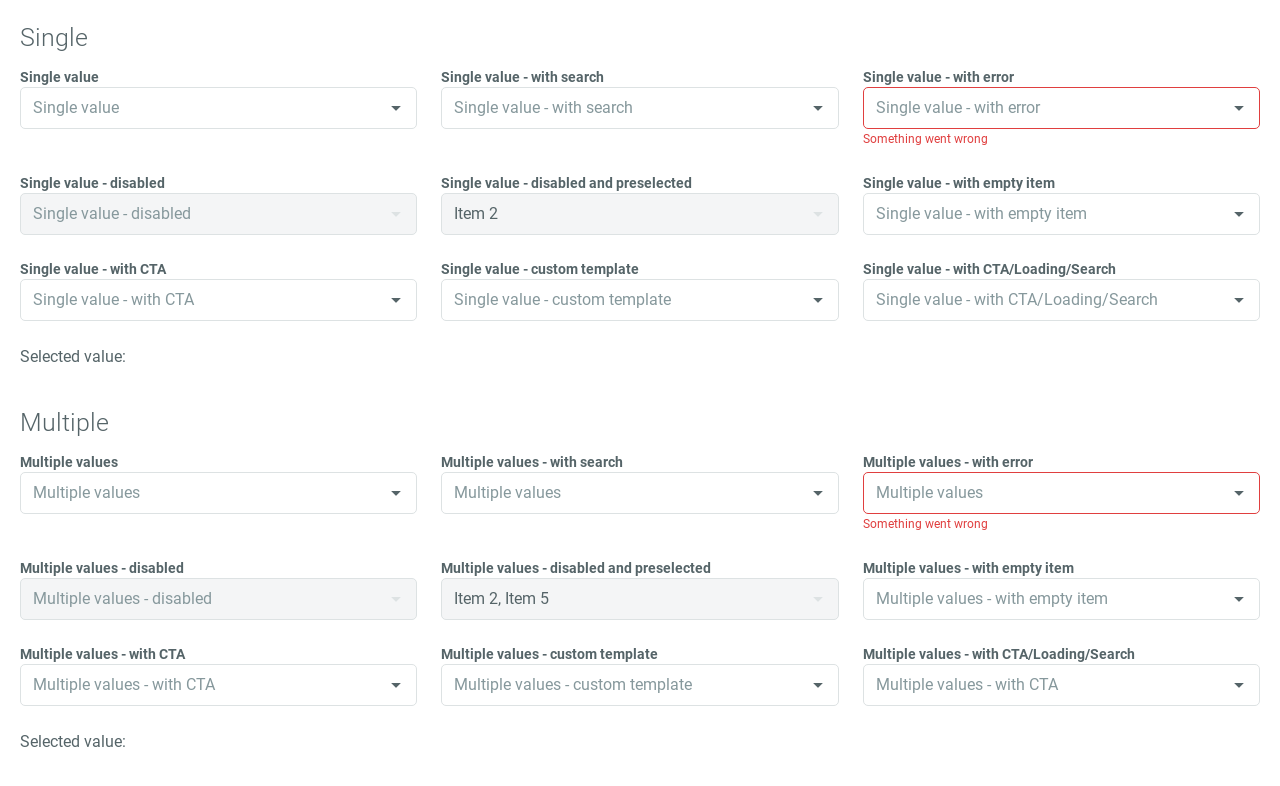 Single
Single value
Single value - with search
Single value - with error
Single value
Single value - with search
Single value - with error
Something went wrong
Single value - disabled
Single value - disabled and preselected
Single value - with empty item
Single value - disabled
Item 2
Single value - with empty item
Single value - with CTA
Single value - custom template
Single value - with CTA/Loading/Search
Single value - with CTA
Single value - custom template
Single value - with CTA/Loading/Search
Selected value:
Multiple
Multiple values
Multiple values - with search
Multiple values - with error
Multiple values
Multiple values
Multiple values
Something went wrong
Multiple values - disabled
Multiple values - disabled and preselected
Multiple values - with empty item
Multiple values - disabled
Item 2, Item 5
Multiple values - with empty item
Multiple values - with CTA
Multiple values - custom template
Multiple values - with CTA/Loading/Search
Multiple values - with CTA
Multiple values - custom template
Multiple values - with CTA
Selected value: